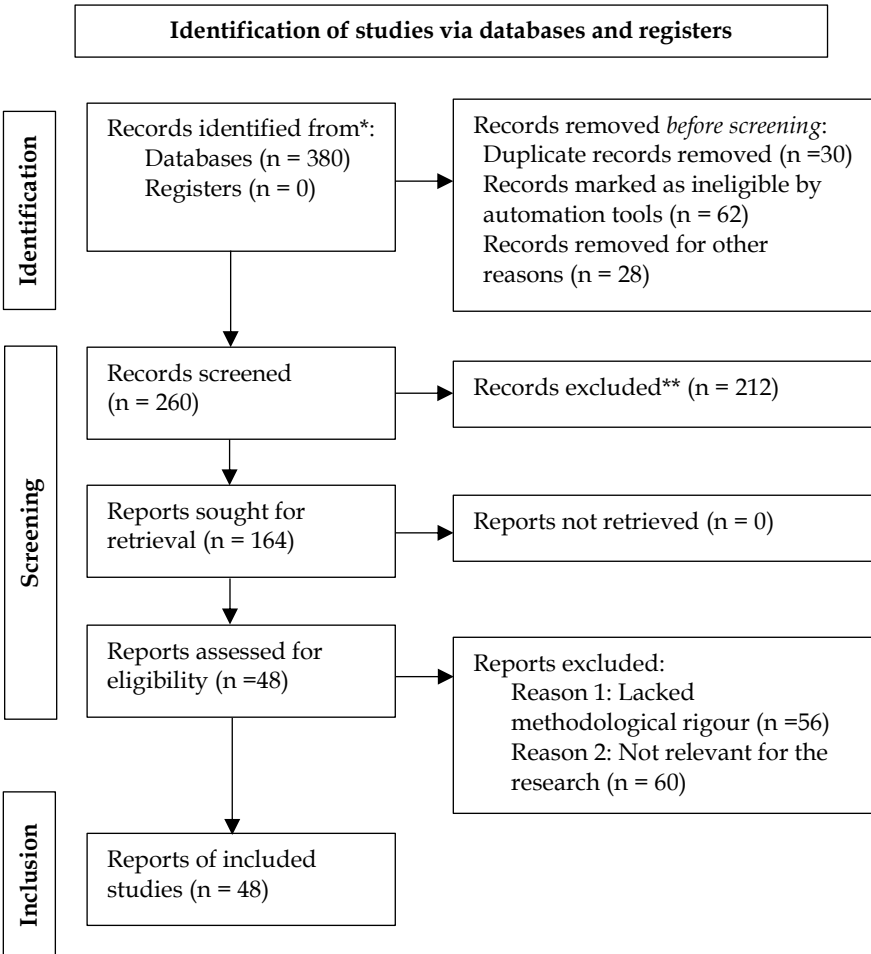 Identification of studies via databases and registers
Identification
Records identified from*:
Databases (n = 380)
Registers (n = 0)
Records removed before screening:
Duplicate records removed (n =30)
Records marked as ineligible by
automation tools (n = 62)
Records removed for other
reasons (n = 28)
Screening
Records screened
(n = 260)
Records excluded** (n = 212)
Reports sought for
retrieval (n = 164)
Reports not retrieved (n = 0)
Reports assessed for
eligibility (n =48)
Reports excluded:
Reason 1: Lacked
methodological rigour (n =56)
Reason 2: Not relevant for the
research (n = 60)
Inclusion
Reports of included
studies (n = 48)